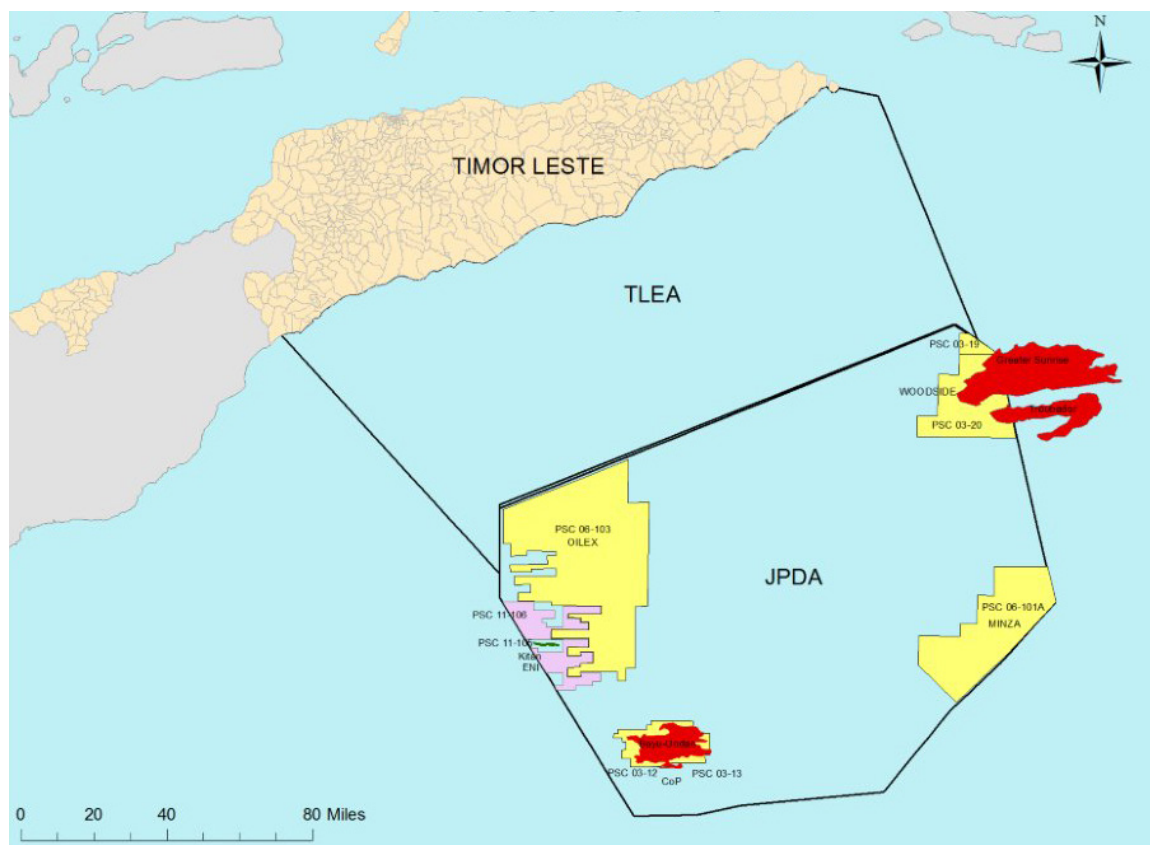 N
TIMOR LESTE
TLEA
PSC 03-19
Greater Sunrise
WOODSIDE
Troubadour
PSC 03-20
PSC 06-103
OILEX
JPDA
PSC 11-106
PSC 06-101A
MINZA
PSC 11-105
Kitan
ENI
Bayu-Undan
PSC 03-12
PSC 03-13
CoP
0 20 40 80 Miles